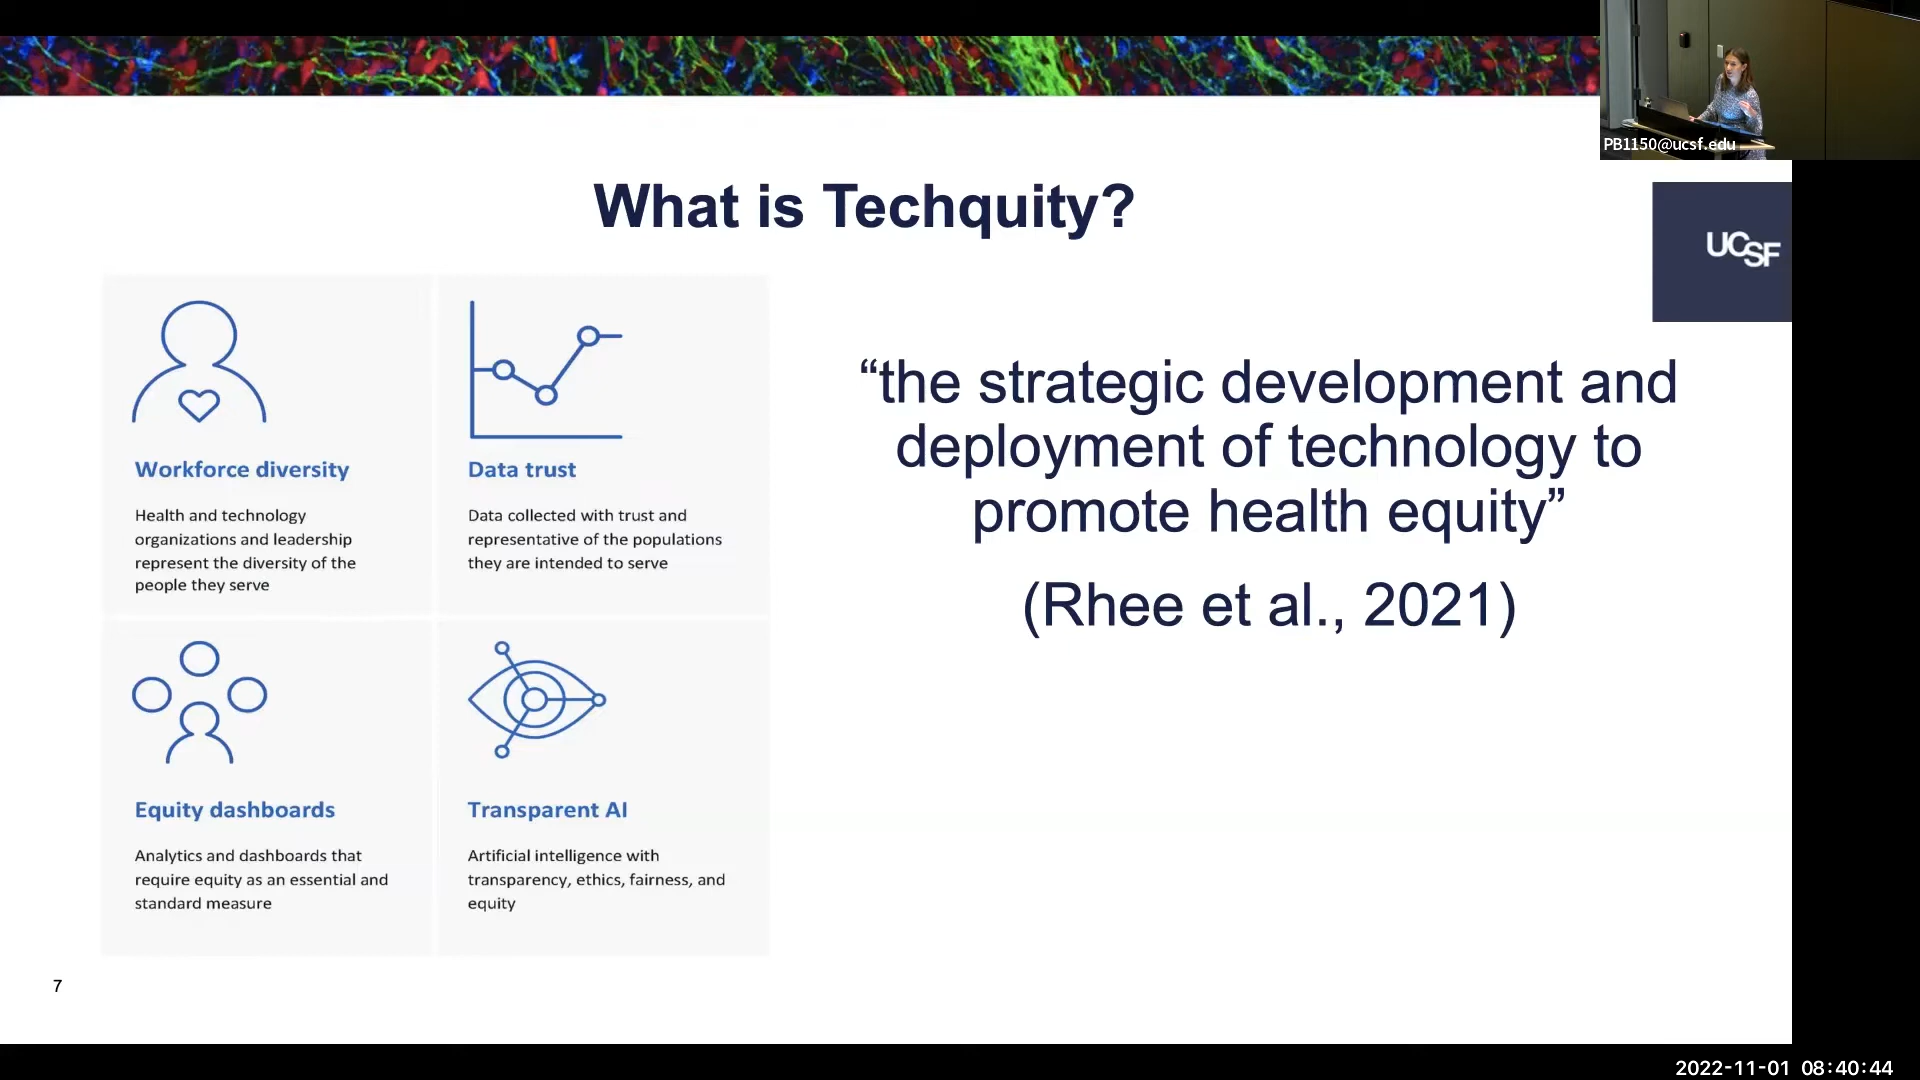 PB1150@ucsf.edu
What is Techquity?
UCSF
Workforce diversity
Health and technology
organizations and leadership
represent the diversity of the
people they serve
Data trust
Data collected with trust and
representative of the populations
they are intended to serve
Equity dashboards
Analytics and dashboards that
require equity as an essential and
standard measure
Transparent AI
Artificial intelligence with
transparency, ethics, fairness, and
equity
“the strategic development and
deployment of technology to
promote health equity”
(Rhee et al., 2021)
7
2022-11-01 08:40:44